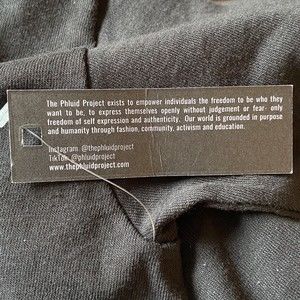 The Phluid Project exists to empower individuals the freedom to be who they
want to be, to express themselves openly without judgement or fear- only
freedom of self expression and authenticity. Our world is grounded in purpose
and humanity through fashion, community, activism and education.
Instagram @thephluidproject
TikTok @phluidproject
www.thephluidproject.com